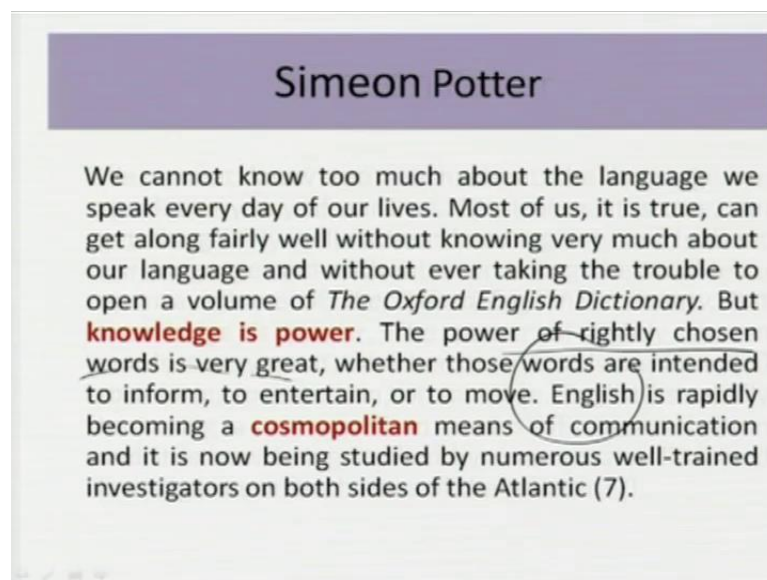 Simeon Potter
We cannot know too much about the language we
speak every day of our lives. Most of us, it is true, can
get along fairly well without knowing very much about
our language and without ever taking the trouble to
open a volume of The Oxford English Dictionary. But
knowledge is power. The power of rightly chosen
words is very great, whether those words are intended
to inform, to entertain, or to move. English is rapidly
becoming a cosmopolitan means of communication
and it is now being studied by numerous well-trained
investigators on both sides of the Atlantic (7).